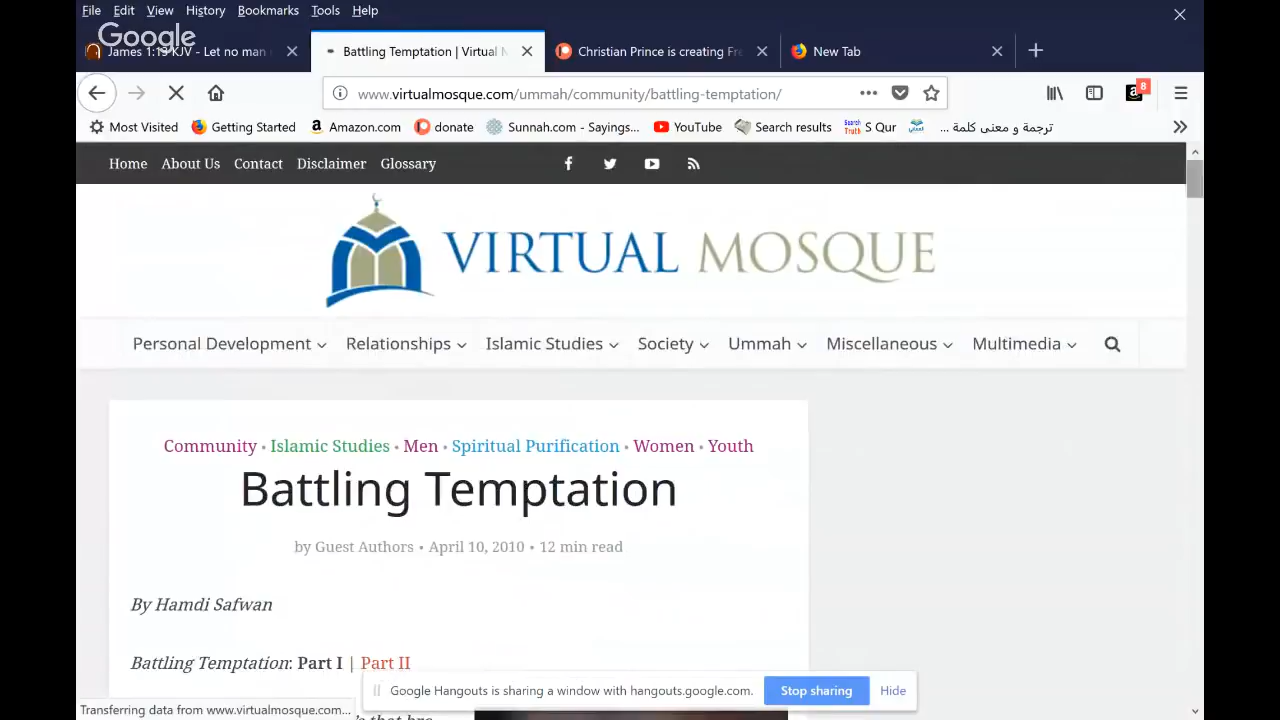 File Edit View History Bookmarks Tools Help
Google
James 1:13 KJV - Let no man
Battling Temptation | Virtual M
Christian Prince is creating Fre
New Tab
www.virtualmosque.com/ummah/community/battling-temptation/
8
Most Visited Getting Started Amazon.com donate Sunnah.com - Sayings... YouTube Search results Search Truth S Qur ترجمة و معنى كلمة ...
Home About Us Contact Disclaimer Glossary
VIRTUAL MOSQUE
Personal Development Relationships Islamic Studies Society Ummah Miscellaneous Multimedia
Community • Islamic Studies • Men • Spiritual Purification • Women • Youth
Battling Temptation
by Guest Authors • April 10, 2010 • 12 min read
By Hamdi Safwan
Battling Temptation: Part I | Part II
Google Hangouts is sharing a window with hangouts.google.com. Stop sharing Hide
Transferring data from www.virtualmosque.com...